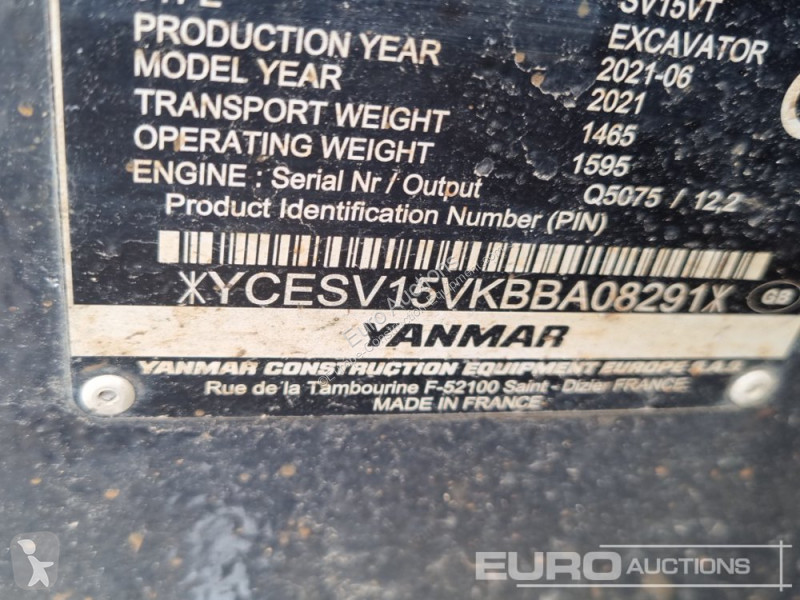 SV15VT
EXCAVATOR
PRODUCTION YEAR 2021-06
MODEL YEAR 2021
TRANSPORT WEIGHT 1465
OPERATING WEIGHT 1595
ENGINE : Serial Nr / Output Q5075 / 12,2
Product Identification Number (PIN)
*YCESV15VKBBA08291* GB
YANMAR
YANMAR CONSTRUCTION EQUIPMENT EUROPE S.A.S.
Rue de la Tambourine F-52100 Saint - Dizier FRANCE
MADE IN FRANCE
EURO AUCTIONS